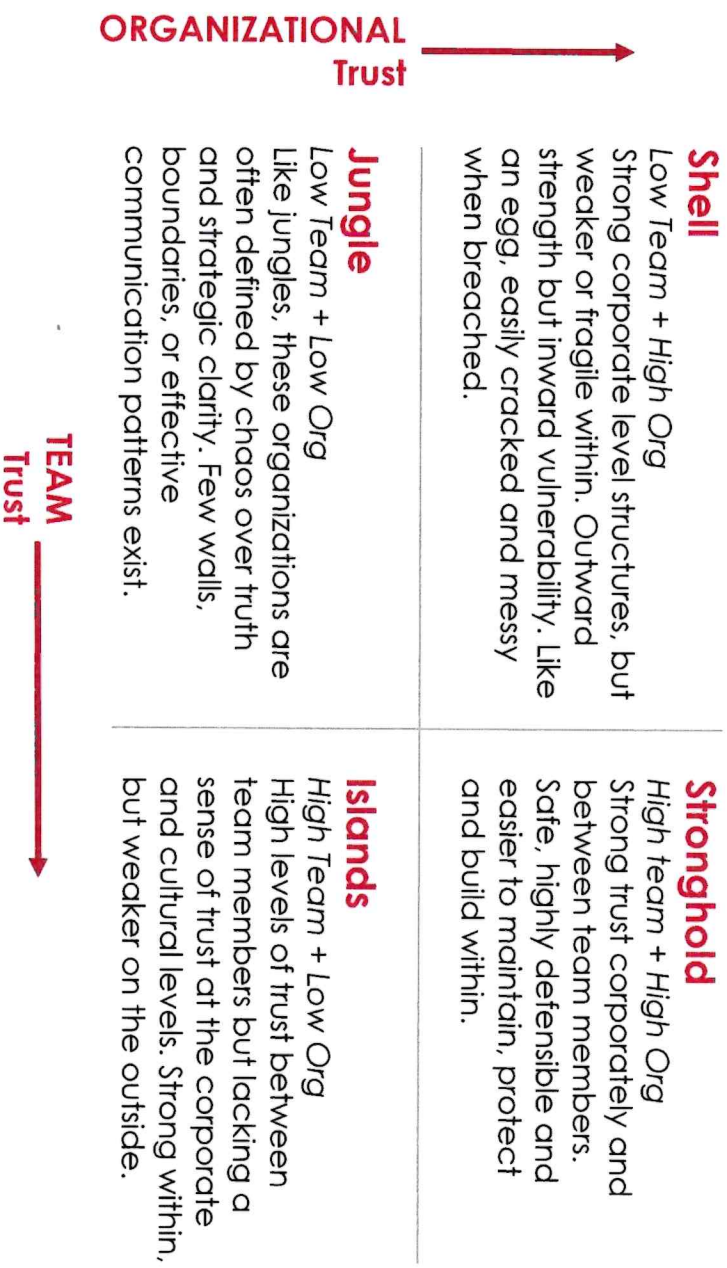 ORGANIZATIONAL
Trust
Shell
Low Team + High Org
Strong corporate level structures, but
weaker or fragile within. Outward
strength but inward vulnerability. Like
an egg, easily cracked and messy
when breached.
Stronghold
High team + High Org
Strong trust corporately and
between team members.
Safe, highly defensible and
easier to maintain, protect
and build within.
Jungle
Low Team + Low Org
Like jungles, these organizations are
often defined by chaos over truth
and strategic clarity. Few walls,
boundaries, or effective
communication patterns exist.
Islands
High Team + Low Org
High levels of trust between
team members but lacking a
sense of trust at the corporate
and cultural levels. Strong within,
but weaker on the outside.
TEAM
Trust